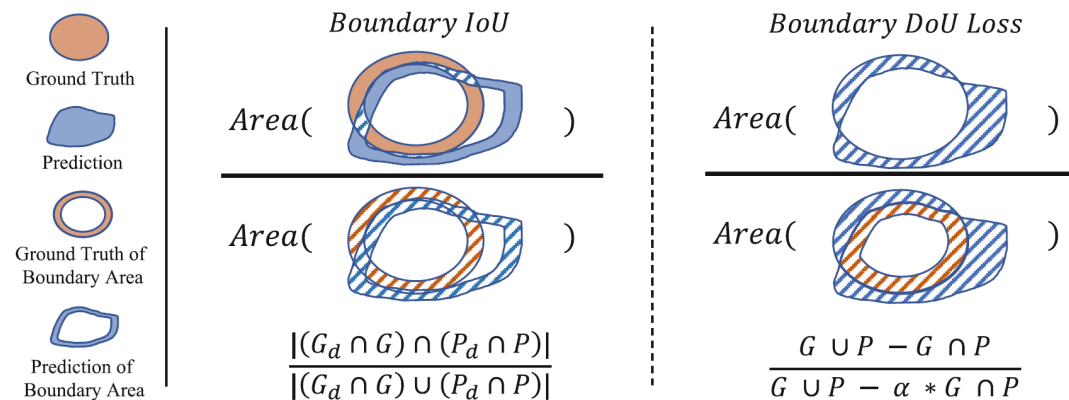 Ground Truth
Prediction
Ground Truth of
Boundary Area
Prediction of
Boundary Area
Boundary IoU
Area( )
Area( )
|(G_d ∩ G) ∩ (P_d ∩ P)|
|(G_d ∩ G) ∪ (P_d ∩ P)|
Boundary DoU Loss
Area( )
Area( )
G ∪ P − G ∩ P
G ∪ P − α * G ∩ P